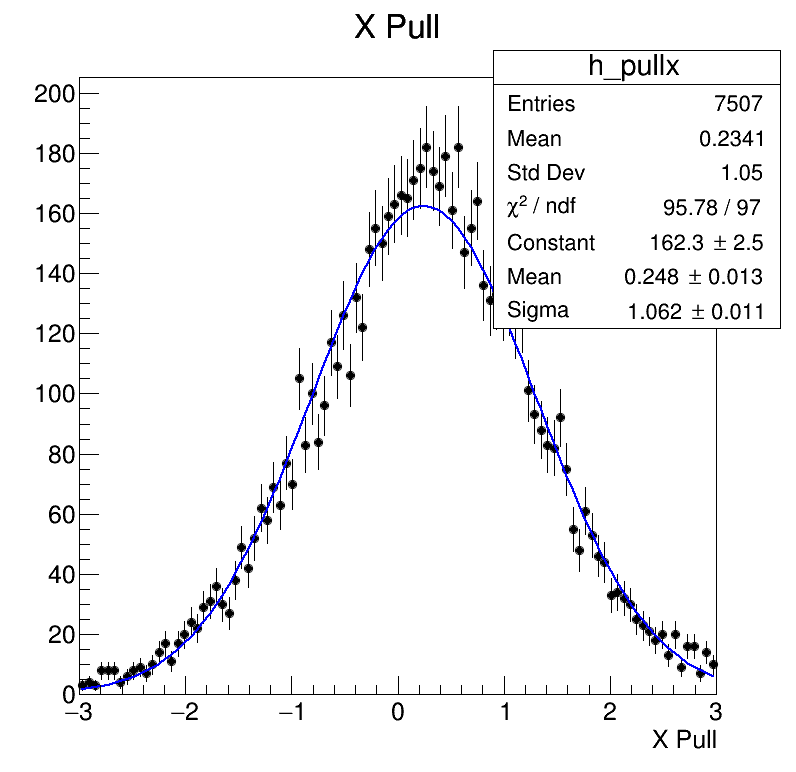 X Pull
h_pullx
Entries 7507
Mean 0.2341
Std Dev 1.05
χ² / ndf 95.78 / 97
Constant 162.3 ± 2.5
Mean 0.248 ± 0.013
Sigma 1.062 ± 0.011
200
180
160
140
120
100
80
60
40
20
0
−3 −2 −1 0 1 2 3
X Pull